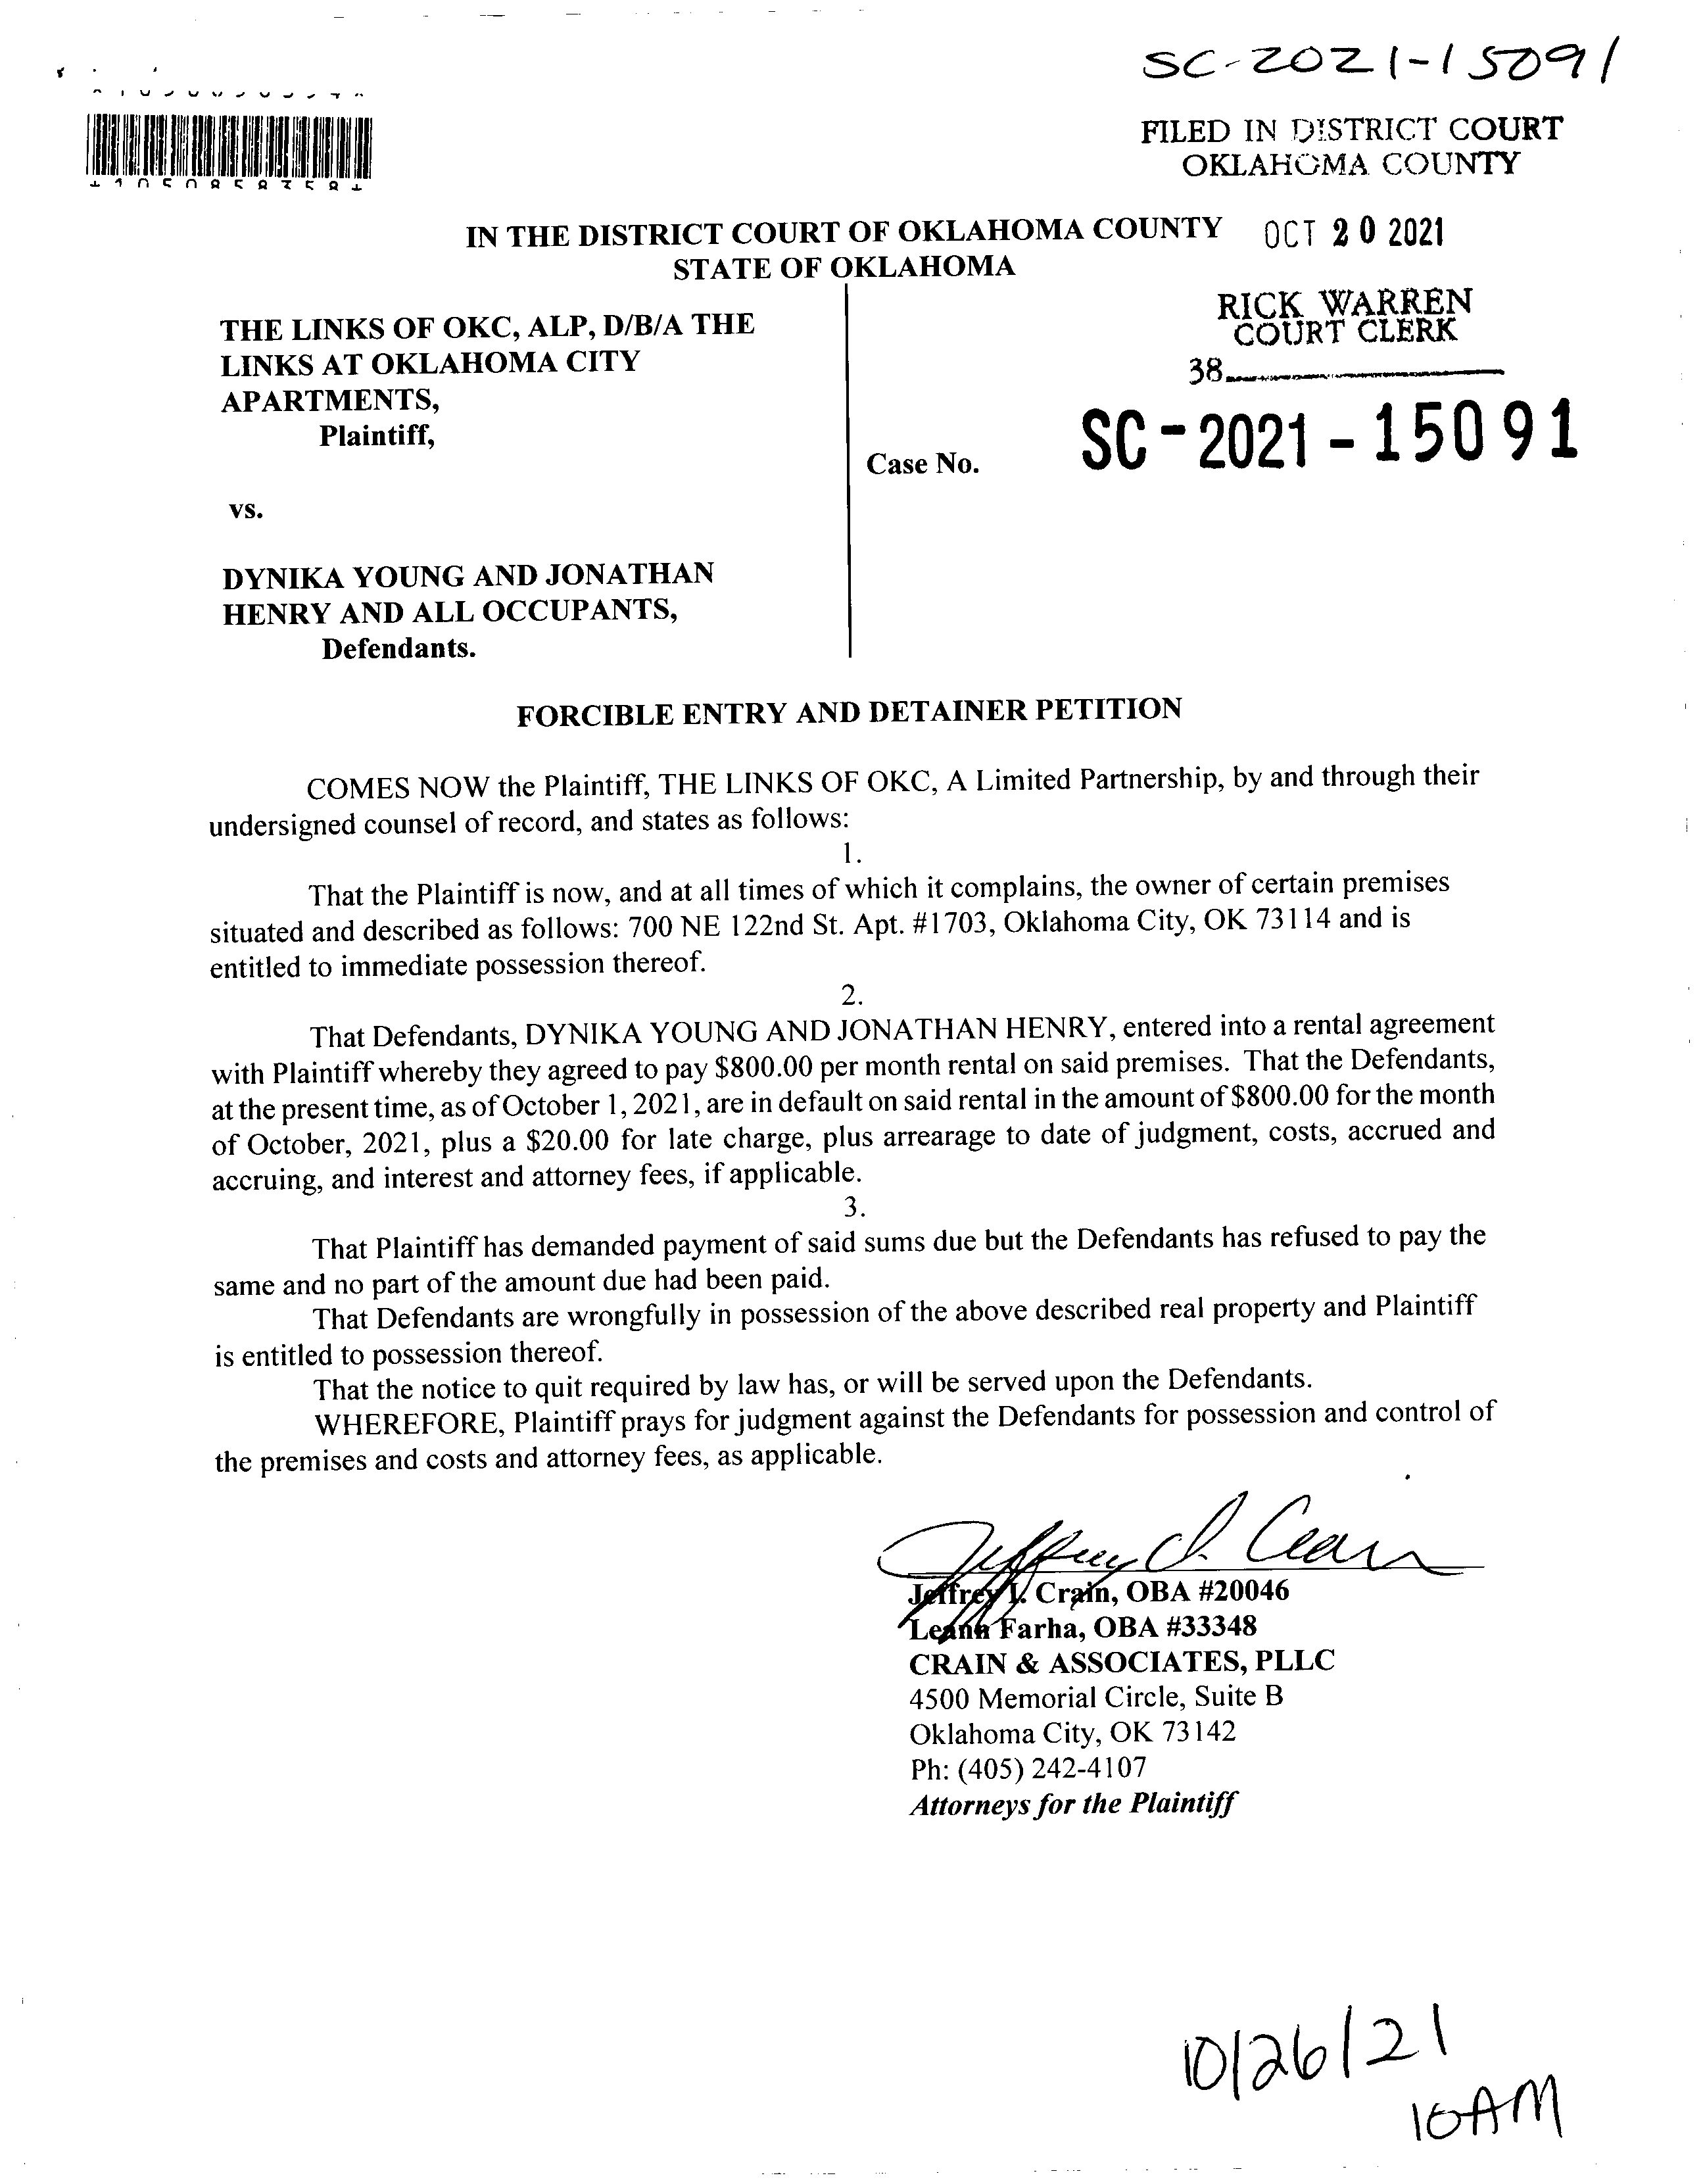 SC-2021-15091
FILED IN DISTRICT COURT
OKLAHOMA COUNTY
IN THE DISTRICT COURT OF OKLAHOMA COUNTY
OCT 20 2021
STATE OF OKLAHOMA
RICK WARREN
COURT CLERK
38
THE LINKS OF OKC, ALP, D/B/A THE
LINKS AT OKLAHOMA CITY
APARTMENTS,
Plaintiff,
Case No.
SC-2021-15091
vs.
DYNIKA YOUNG AND JONATHAN
HENRY AND ALL OCCUPANTS,
Defendants.
FORCIBLE ENTRY AND DETAINER PETITION
COMES NOW the Plaintiff, THE LINKS OF OKC, A Limited Partnership, by and through their
undersigned counsel of record, and states as follows:
1.
That the Plaintiff is now, and at all times of which it complains, the owner of certain premises
situated and described as follows: 700 NE 122nd St. Apt. #1703, Oklahoma City, OK 73114 and is
entitled to immediate possession thereof.
2.
That Defendants, DYNIKA YOUNG AND JONATHAN HENRY, entered into a rental agreement
with Plaintiff whereby they agreed to pay $800.00 per month rental on said premises. That the Defendants,
at the present time, as of October 1, 2021, are in default on said rental in the amount of $800.00 for the month
of October, 2021, plus a $20.00 for late charge, plus arrearage to date of judgment, costs, accrued and
accruing, and interest and attorney fees, if applicable.
3.
That Plaintiff has demanded payment of said sums due but the Defendants has refused to pay the
same and no part of the amount due had been paid.
That Defendants are wrongfully in possession of the above described real property and Plaintiff
is entitled to possession thereof.
That the notice to quit required by law has, or will be served upon the Defendants.
WHEREFORE, Plaintiff prays for judgment against the Defendants for possession and control of
the premises and costs and attorney fees, as applicable.
Jeffrey I. Crain
Jeffrey I. Crain, OBA #20046
Leann Farha, OBA #33348
CRAIN & ASSOCIATES, PLLC
4500 Memorial Circle, Suite B
Oklahoma City, OK 73142
Ph: (405) 242-4107
Attorneys for the Plaintiff
10/26/21
10AM